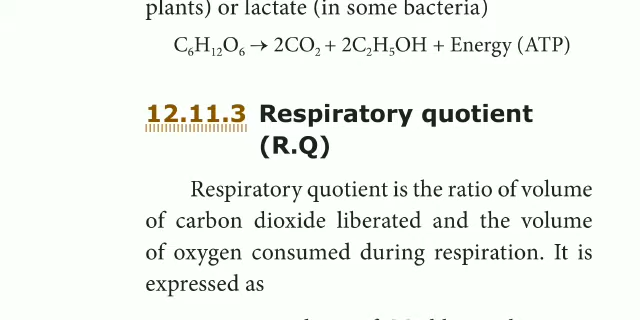 plants) or lactate (in some bacteria)
C₆H₁₂O₆ → 2CO₂ + 2C₂H₅OH + Energy (ATP)
12.11.3 Respiratory quotient
(R.Q)
Respiratory quotient is the ratio of volume
of carbon dioxide liberated and the volume
of oxygen consumed during respiration. It is
expressed as